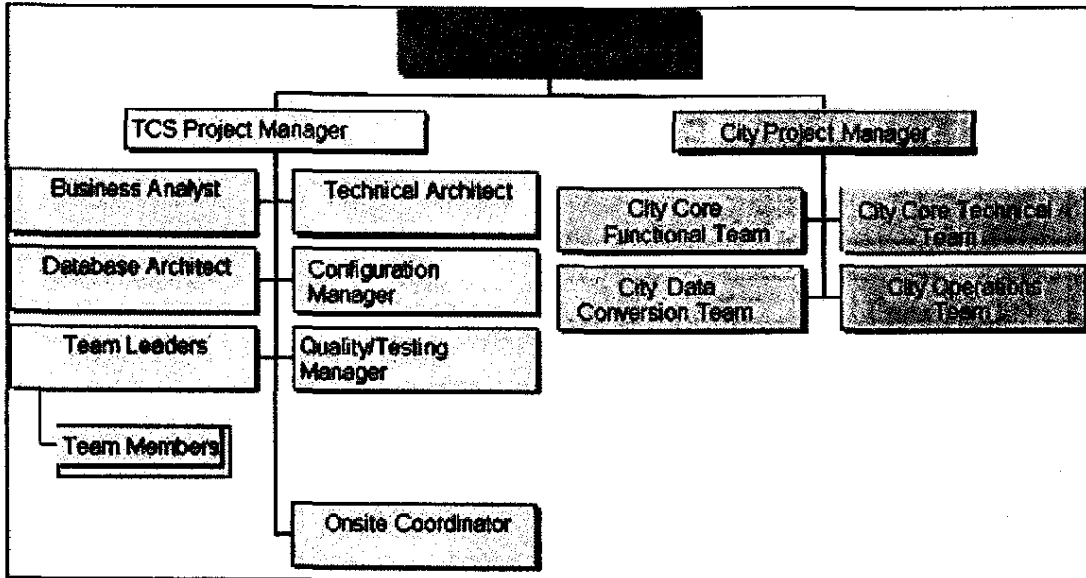 TCS Project Manager
City Project Manager
Business Analyst
Technical Architect
City Core
Functional Team
City Core Technical
Team
Database Architect
Configuration
Manager
City Data
Conversion Team
City Operations
Team
Team Leaders
Quality/Testing
Manager
Team Members
Onsite Coordinator